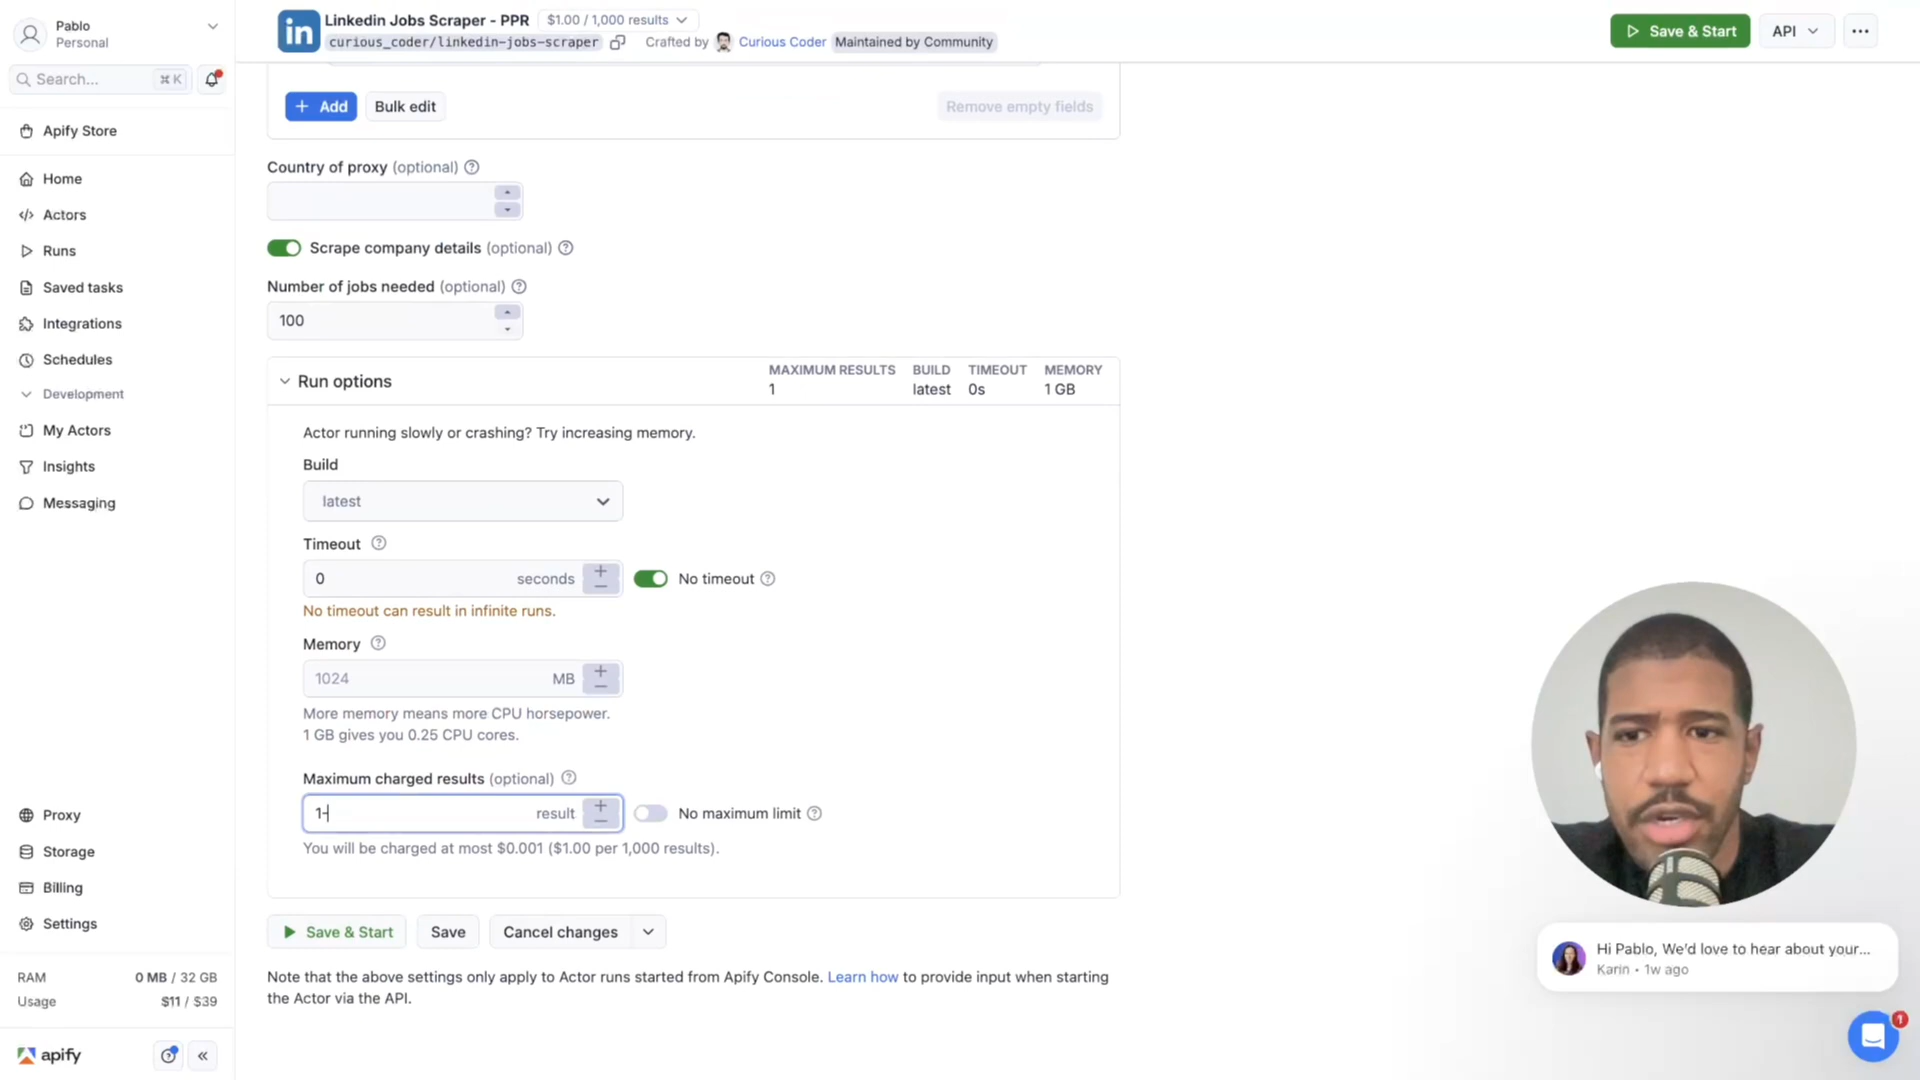 Pablo
Personal
Search...
⌘ K
Apify Store
Home
Actors
Runs
Saved tasks
Integrations
Schedules
Development
My Actors
Insights
Messaging
Proxy
Storage
Billing
Settings
RAM 0 MB / 32 GB
Usage $11 / $39
apify
in
Linkedin Jobs Scraper - PPR
$1.00 / 1,000 results
curious_coder/linkedin-jobs-scraper
Crafted by Curious Coder
Maintained by Community
Save & Start
API
+ Add
Bulk edit
Remove empty fields
Country of proxy (optional)
Scrape company details (optional)
Number of jobs needed (optional)
100
Run options
MAXIMUM RESULTS
1
BUILD
latest
TIMEOUT
0s
MEMORY
1 GB
Actor running slowly or crashing? Try increasing memory.
Build
latest
Timeout
0 seconds
No timeout
No timeout can result in infinite runs.
Memory
1024 MB
More memory means more CPU horsepower.
1 GB gives you 0.25 CPU cores.
Maximum charged results (optional)
1- result
No maximum limit
You will be charged at most $0.001 ($1.00 per 1,000 results).
Save & Start
Save
Cancel changes
Note that the above settings only apply to Actor runs started from Apify Console. Learn how to provide input when starting
the Actor via the API.
Hi Pablo, We'd love to hear about your...
Karin • 1w ago
1